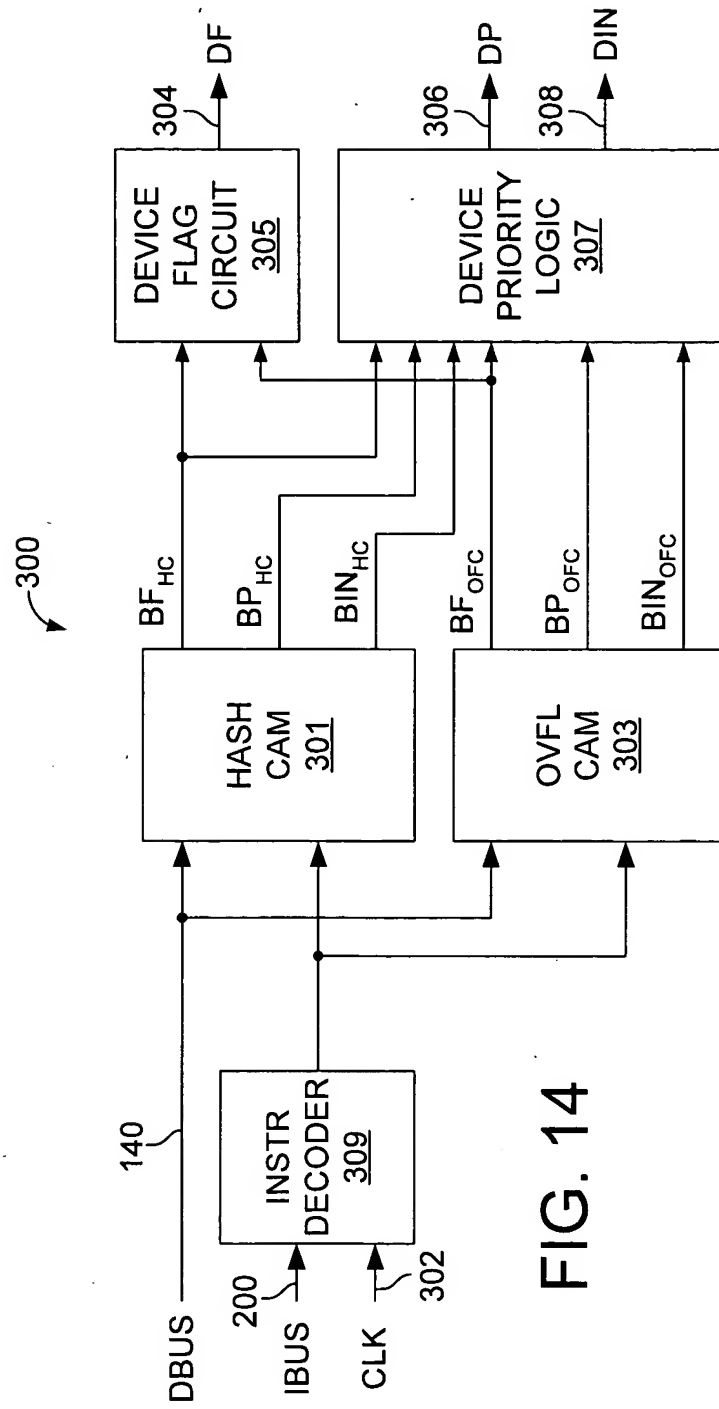 300
DBUS
140
IBUS
200
CLK
302
INSTR
DECODER
309
HASH
CAM
301
OVFL
CAM
303
BF_HC
BP_HC
BIN_HC
BF_OFC
BP_OFC
BIN_OFC
DEVICE
FLAG
CIRCUIT
305
DEVICE
PRIORITY
LOGIC
307
304
DF
306
DP
308
DIN
FIG. 14